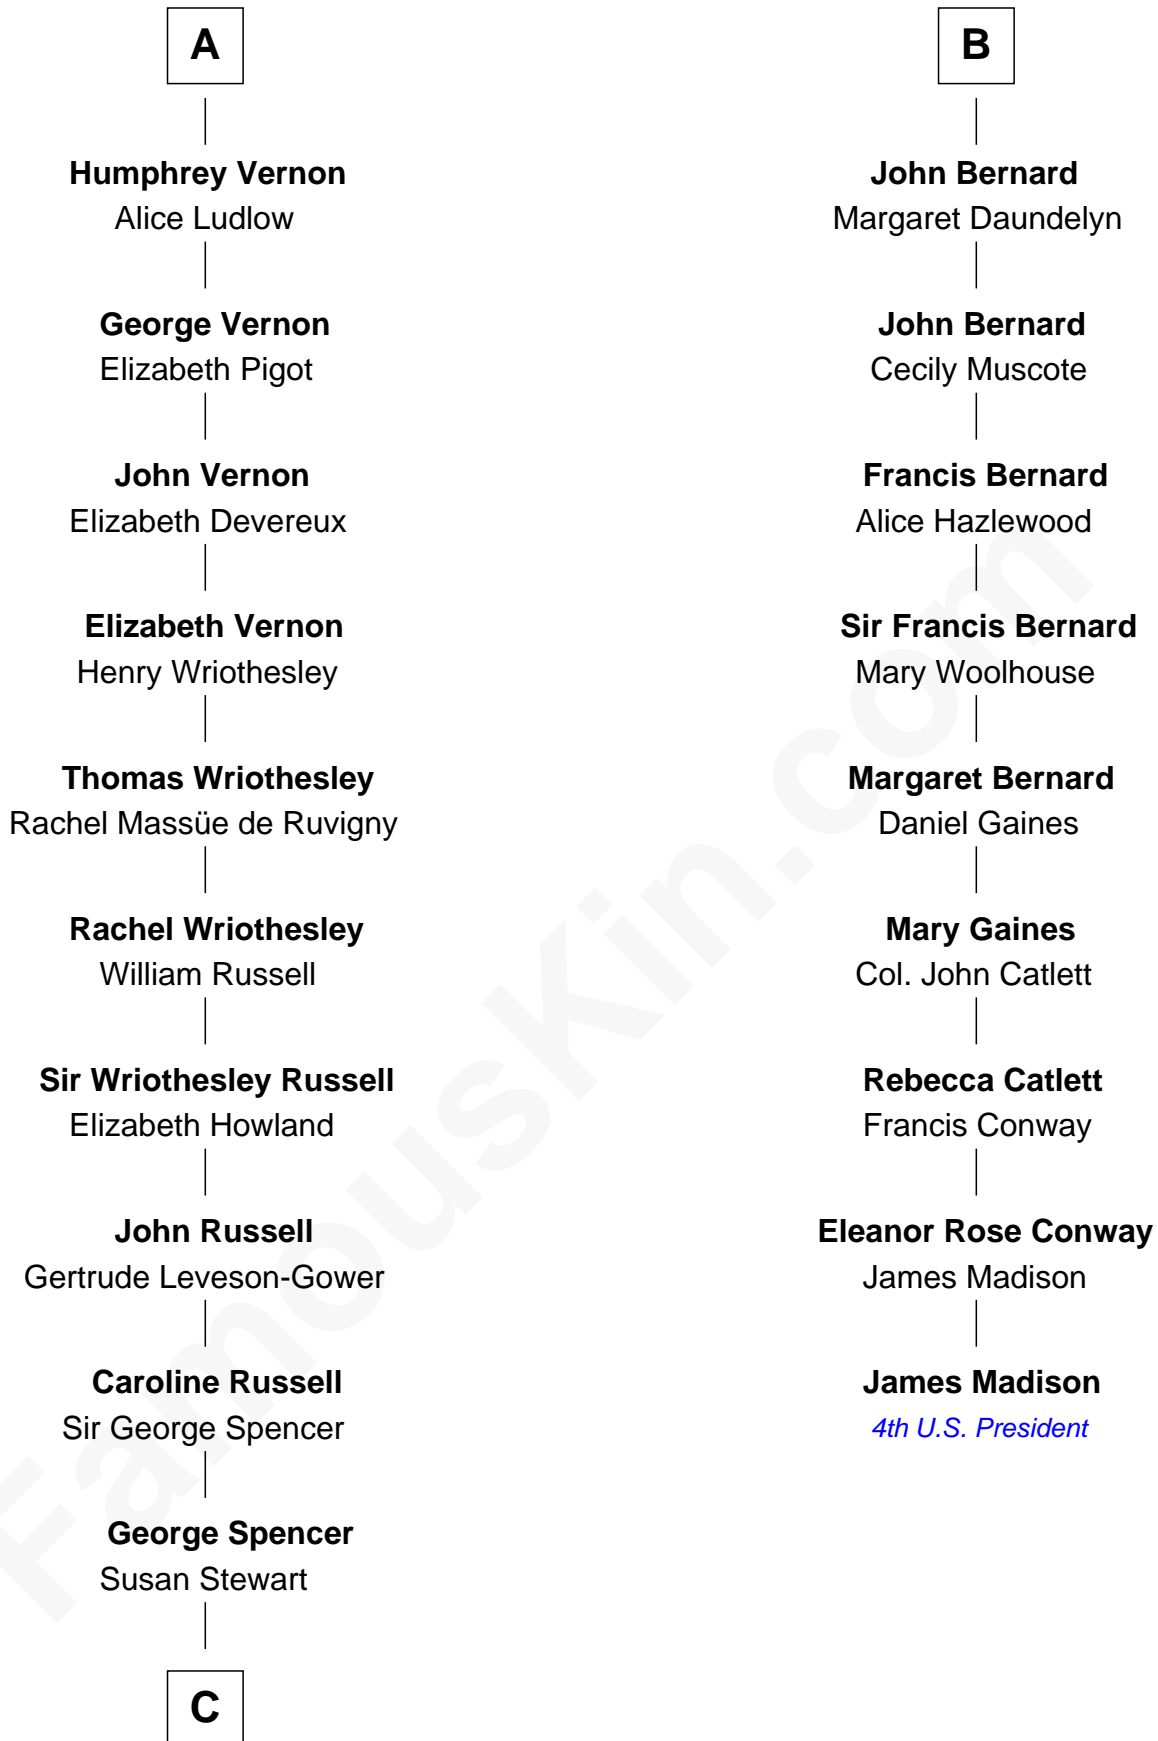 A
Humphrey Vernon
Alice Ludlow
George Vernon
Elizabeth Pigot
John Vernon
Elizabeth Devereux
Elizabeth Vernon
Henry Wriothesley
Thomas Wriothesley
Rachel Massüe de Ruvigny
Rachel Wriothesley
William Russell
Sir Wriothesley Russell
Elizabeth Howland
John Russell
Gertrude Leveson-Gower
Caroline Russell
Sir George Spencer
George Spencer
Susan Stewart
C
B
John Bernard
Margaret Daundelyn
John Bernard
Cecily Muscote
Francis Bernard
Alice Hazlewood
Sir Francis Bernard
Mary Woolhouse
Margaret Bernard
Daniel Gaines
Mary Gaines
Col. John Catlett
Rebecca Catlett
Francis Conway
Eleanor Rose Conway
James Madison
James Madison
4th U.S. President
FamousKin.com